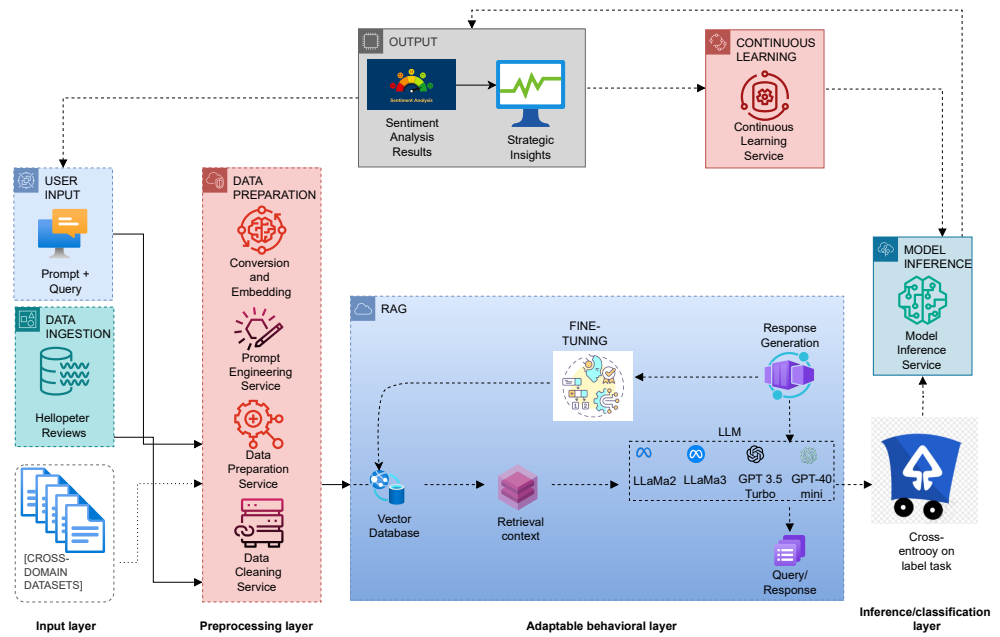 OUTPUT
Sentiment Analysis
Sentiment
Analysis
Results
Strategic
Insights
CONTINUOUS
LEARNING
Continuous
Learning
Service
USER
INPUT
Prompt +
Query
DATA
INGESTION
Hellopeter
Reviews
[CROSS-
DOMAIN
DATASETS]
DATA
PREPARATION
Conversion
and
Embedding
Prompt
Engineering
Service
Data
Preparation
Service
Data
Cleaning
Service
RAG
FINE-
TUNING
Response
Generation
Vector
Database
Retrieval
context
LLM
LLaMa2
LLaMa3
GPT 3.5
Turbo
GPT-40
mini
Query/
Response
MODEL
INFERENCE
Model
Inference
Service
Cross-
entrooy on
label task
Input layer
Preprocessing layer
Adaptable behavioral layer
Inference/classification
layer